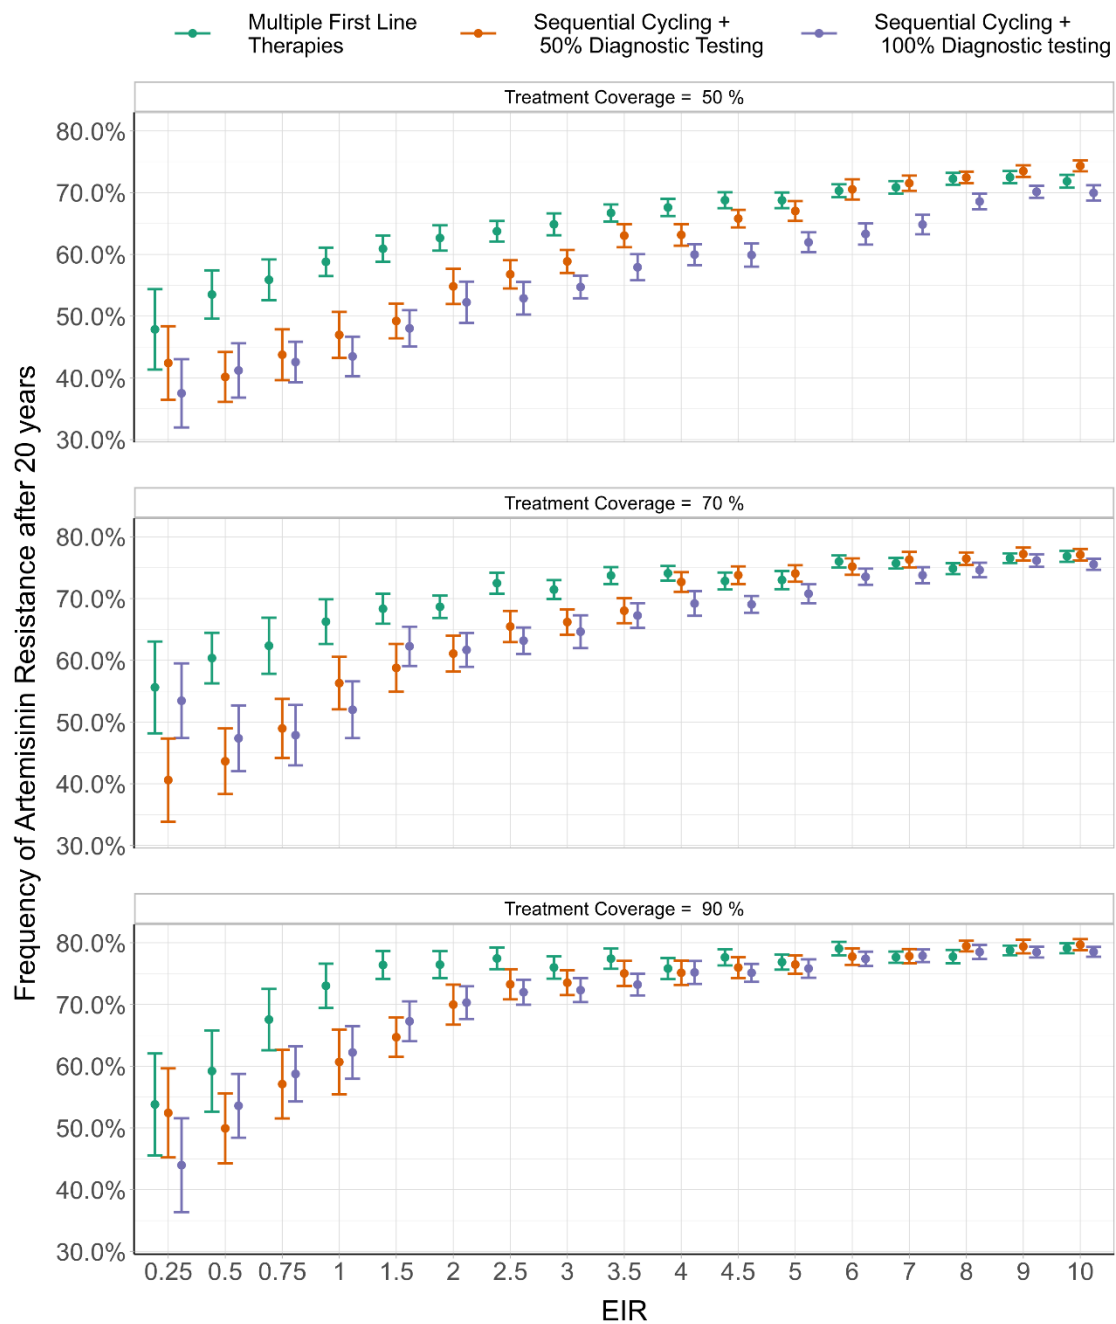 Multiple First Line
Therapies
Sequential Cycling +
50% Diagnostic Testing
Sequential Cycling +
100% Diagnostic testing
Frequency of Artemisinin Resistance after 20 years
Treatment Coverage = 50 %
80.0%
70.0%
60.0%
50.0%
40.0%
30.0%
Treatment Coverage = 70 %
80.0%
70.0%
60.0%
50.0%
40.0%
30.0%
Treatment Coverage = 90 %
80.0%
70.0%
60.0%
50.0%
40.0%
30.0%
0.25 0.5 0.75 1 1.5 2 2.5 3 3.5 4 4.5 5 6 7 8 9 10
EIR